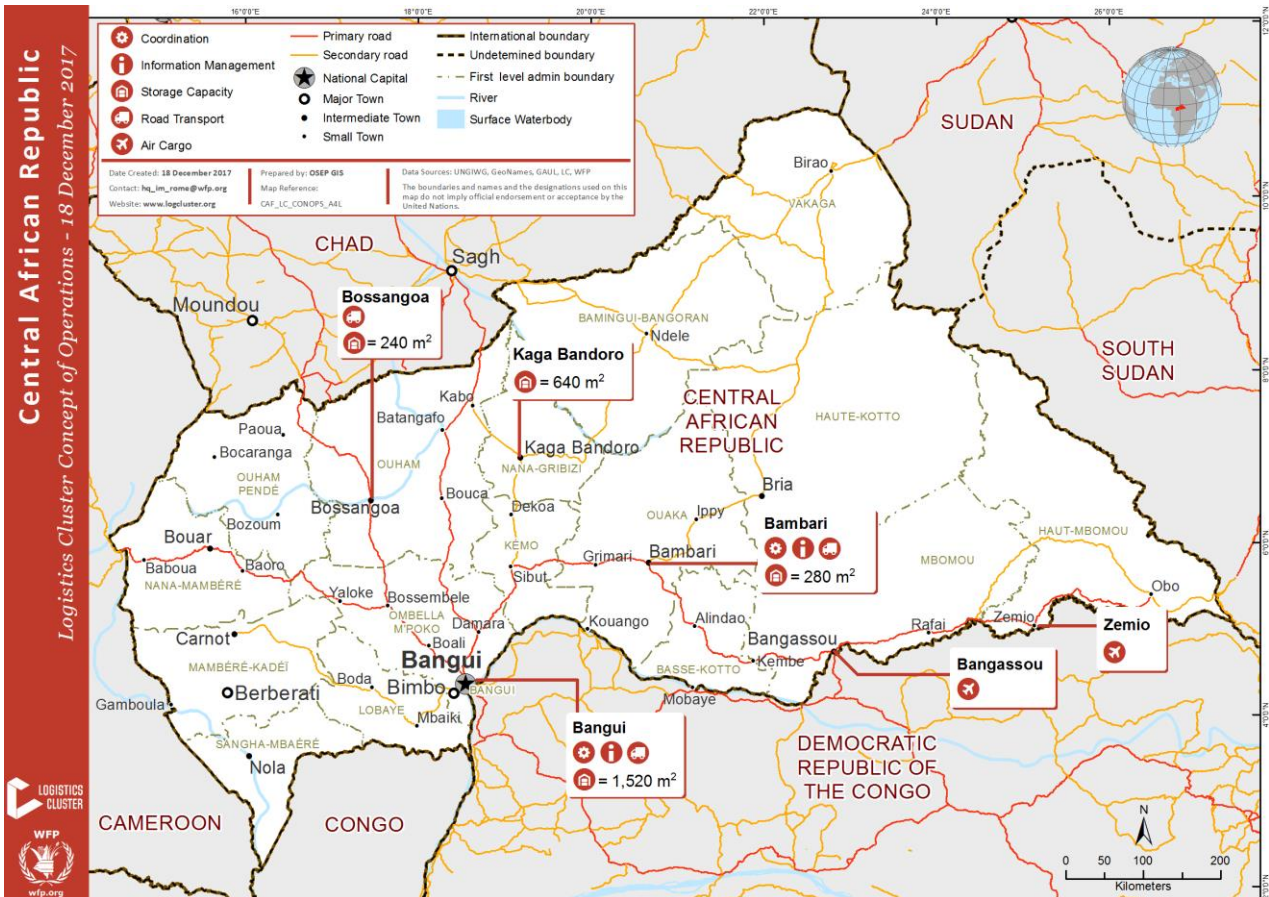 Central African Republic
Logistics Cluster Concept of Operations - 18 December 2017
LOGISTICS
CLUSTER
WFP
wfp.org
Coordination
Information Management
Storage Capacity
Road Transport
Air Cargo
Primary road
Secondary road
National Capital
Major Town
Intermediate Town
Small Town
International boundary
Undetemined boundary
First level admin boundary
River
Surface Waterbody
Date Created: 18 December 2017
Contact: hq_im_rome@wfp.org
Website: www.logcluster.org
Prepared by: OSEP GIS
Map Reference:
CAF_LC_CONOPS_A4L
Data Sources: UNGIWG, GeoNames, GAUL, LC, WFP
The boundaries and names and the designations used on this
map do not imply official endorsement or acceptance by the
United Nations.
16°0'0"E
18°0'0"E
20°0'0"E
22°0'0"E
24°0'0"E
26°0'0"E
SUDAN
Birao
VAKAGA
CHAD
Sagh
Moundou
Bossangoa
= 240 m²
BAMINGUI-BANGORAN
Ndele
Kaga Bandoro
= 640 m²
SOUTH
SUDAN
CENTRAL
AFRICAN
REPUBLIC
HAUTE-KOTTO
Kabo
Batangafo
Paoua
Bocaranga
OUHAM
PENDÉ
OUHAM
Kaga Bandoro
NANA-GRIBIZI
Bossangoa
Bouca
Dekoa
Bria
Bozoum
OUAKA
Ippy
Bambari
= 280 m²
HAUT-MBOMOU
Bouar
KÉMO
Grimari
Bambari
MBOMOU
Baboua
Baoro
NANA-MAMBÉRÉ
Sibut
Obo
Yaloke
Bossembele
OMBELLA
M'POKO
Damara
Kouango
Alindao
Rafai
Zemio
Zemio
Carnot
Boali
Bangassou
MAMBÉRÉ-KADÉÏ
Bangui
Kembe
BASSE-KOTTO
Bangassou
Berberati
Boda
Bimbo
BANGUI
Mobaye
Gamboula
LOBAYE
Mbaiki
Bangui
= 1,520 m²
SANGHA-MBAÉRÉ
Nola
DEMOCRATIC
REPUBLIC OF
THE CONGO
CAMEROON
CONGO
N
0 50 100 200
Kilometers